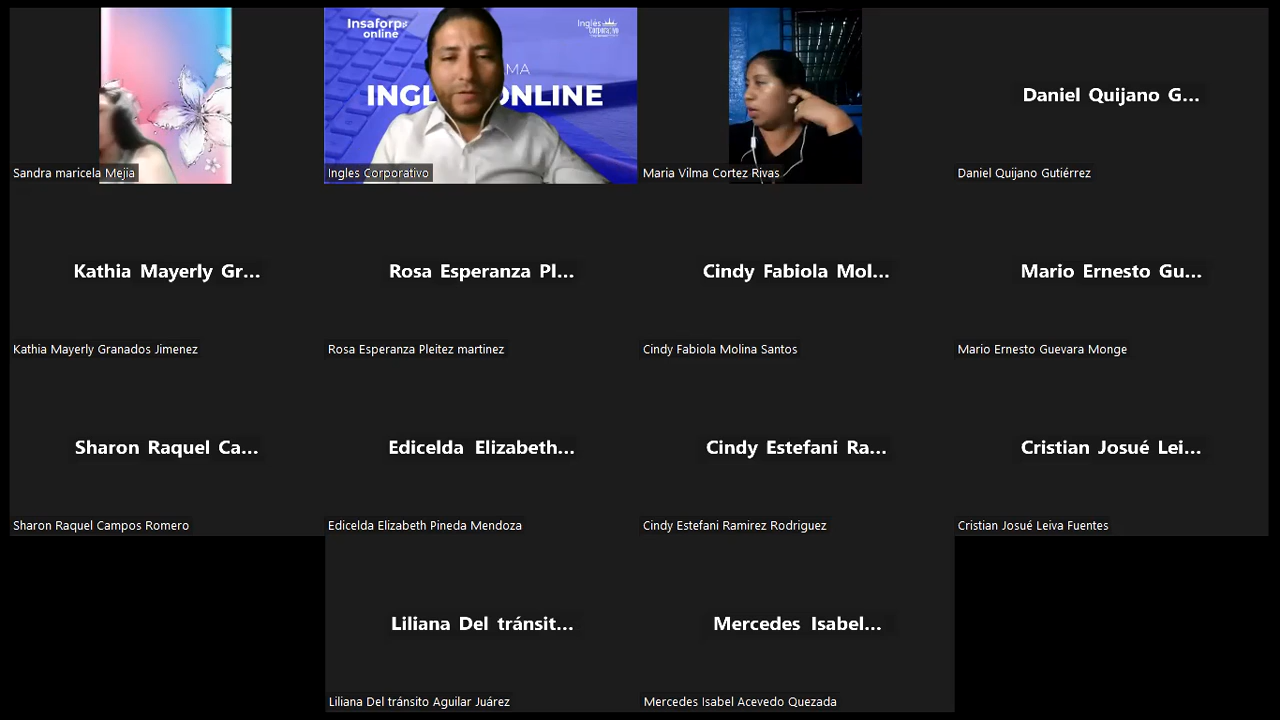 Insaforp
online
Inglés
Corporativo
MA
INGL ONLINE
Sandra maricela Mejia
Ingles Corporativo
Maria Vilma Cortez Rivas
Daniel Quijano G...
Daniel Quijano Gutiérrez
Kathia Mayerly Gr...
Rosa Esperanza Pl...
Cindy Fabiola Mol...
Mario Ernesto Gu...
Kathia Mayerly Granados Jimenez
Rosa Esperanza Pleitez martinez
Cindy Fabiola Molina Santos
Mario Ernesto Guevara Monge
Sharon Raquel Ca...
Edicelda Elizabeth...
Cindy Estefani Ra...
Cristian Josué Lei...
Sharon Raquel Campos Romero
Edicelda Elizabeth Pineda Mendoza
Cindy Estefani Ramirez Rodriguez
Cristian Josué Leiva Fuentes
Liliana Del tránsit...
Mercedes Isabel...
Liliana Del tránsito Aguilar Juárez
Mercedes Isabel Acevedo Quezada